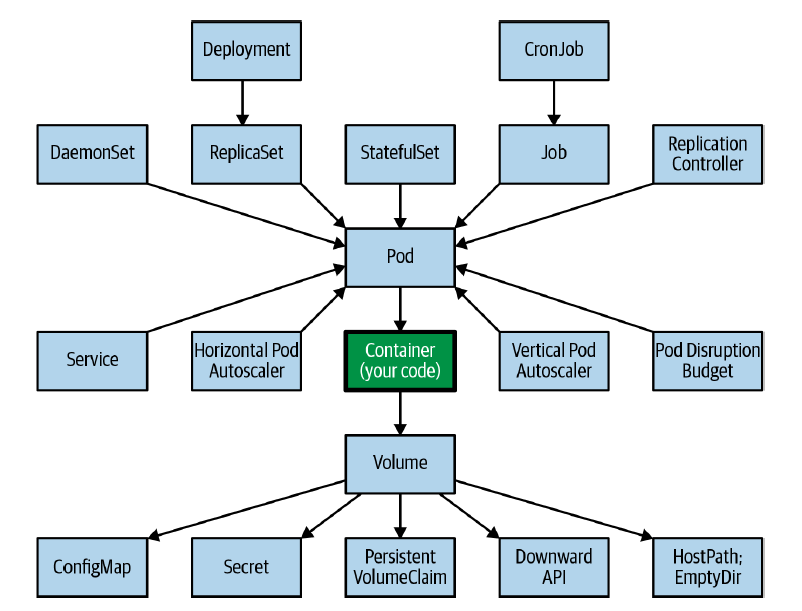 Deployment
CronJob
DaemonSet
ReplicaSet
StatefulSet
Job
Replication
Controller
Pod
Service
Horizontal Pod
Autoscaler
Container
(your code)
Vertical Pod
Autoscaler
Pod Disruption
Budget
Volume
ConfigMap
Secret
Persistent
VolumeClaim
Downward
API
HostPath;
EmptyDir